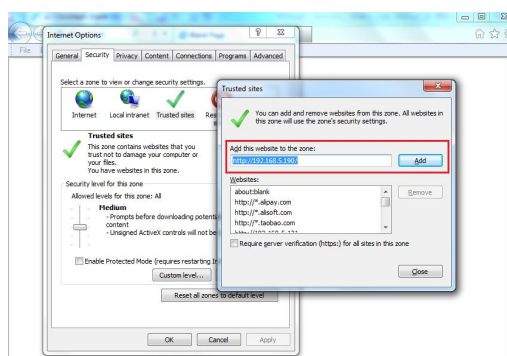 Internet Options
General Security Privacy Content Connections Programs Advanced
Select a zone to view or change security settings.
Internet Local intranet Trusted sites
Trusted sites
This zone contains websites that you
trust not to damage your computer or
your files.
You have websites in this zone.
Security level for this zone
Allowed levels for this zone: All
Medium
- Prompts before downloading
content
- Unsigned ActiveX controls will not be
Enable Protected Mode (requires restarting
Custom level...
Reset all zones to default level
OK Cancel Apply
Trusted sites
You can add and remove websites from this zone. All websites in
this zone will use the zone's security settings.
Add this website to the zone:
http://192.168.5.190/
Add
Websites:
about:blank
http://*.alipay.com
http://*.alisoft.com
http://*.taobao.com
Remove
Require server verification (https:) for all sites in this zone
Close